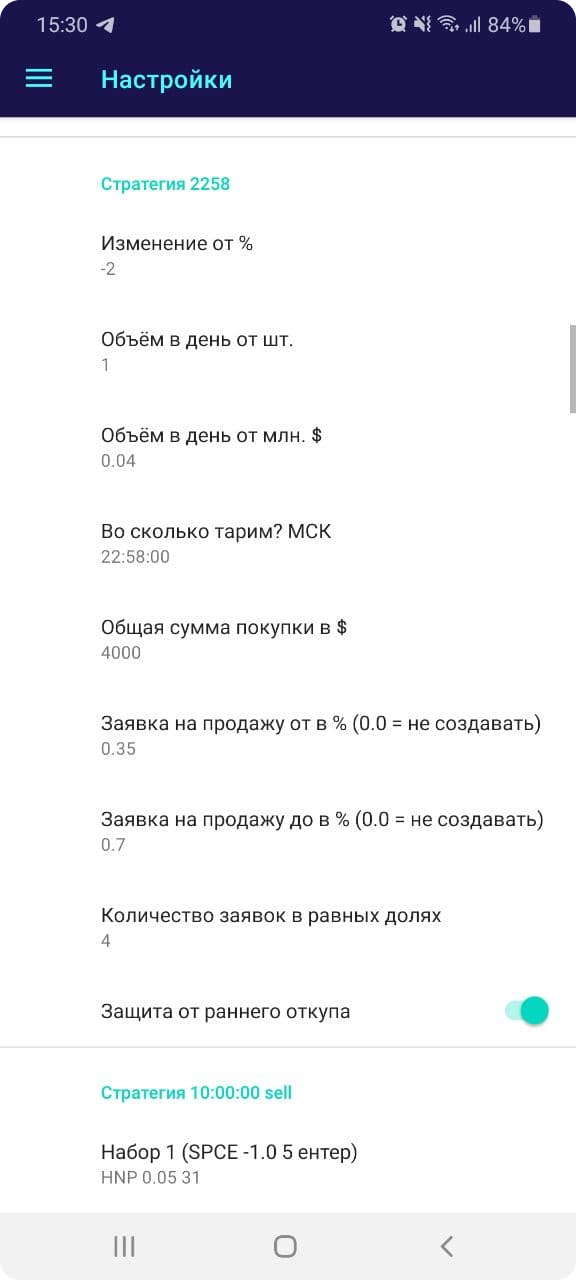 15:30 84%
Настройки
Стратегия 2258
Изменение от %
-2
Объём в день от шт.
1
Объём в день от млн. $
0.04
Во сколько тарим? МСК
22:58:00
Общая сумма покупки в $
4000
Заявка на продажу от в % (0.0 = не создавать)
0.35
Заявка на продажу до в % (0.0 = не создавать)
0.7
Количество заявок в равных долях
4
Защита от раннего откупа
Стратегия 10:00:00 sell
Набор 1 (SPCE -1.0 5 ентер)
HNP 0.05 31